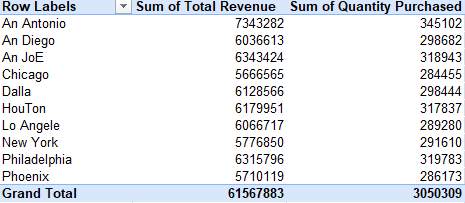 Row Labels Sum of Total Revenue Sum of Quantity Purchased
An Antonio 7343282 345102
An Diego 6036613 298682
An JoE 6343424 318943
Chicago 5666565 284455
Dalla 6128566 298444
HouTon 6179951 317837
Lo Angele 6066717 289280
New York 5776850 291610
Philadelphia 6315796 319783
Phoenix 5710119 286173
Grand Total 61567883 3050309